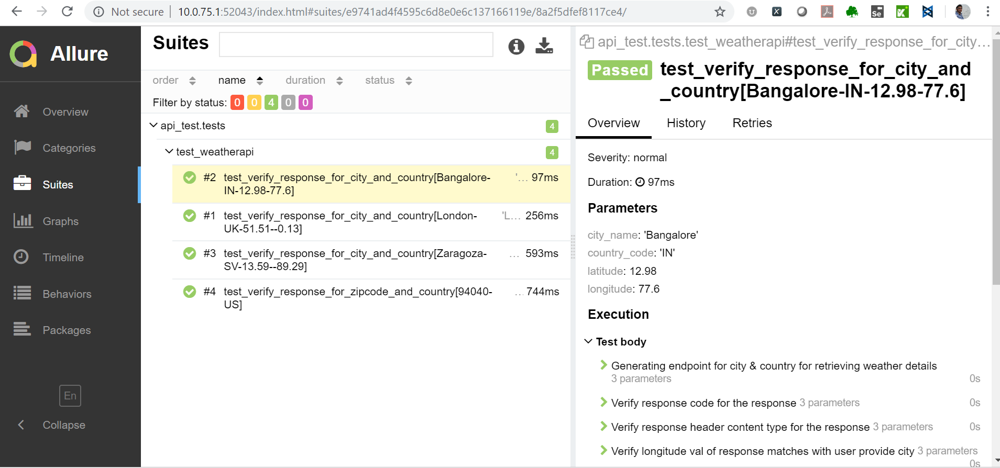 Not secure | 10.0.75.1:52043/index.html#suites/e9741ad4f4595c6d8e0e6c137166119e/8a2f5dfef8117ce4/
Allure
Overview
Categories
Suites
Graphs
Timeline
Behaviors
Packages
En
Collapse
Suites
order name duration status
Filter by status: 0 0 4 0 0
api_test.tests 4
test_weatherapi 4
#2 test_verify_response_for_city_and_country[Bangalore- '... 97ms
IN-12.98-77.6]
#1 test_verify_response_for_city_and_country[London- 'L... 256ms
UK-51.51--0.13]
#3 test_verify_response_for_city_and_country[Zaragoza- ... 593ms
SV-13.59--89.29]
#4 test_verify_response_for_zipcode_and_country[94040- ... 744ms
US]
api_test.tests.test_weatherapi#test_verify_response_for_city...
Passed test_verify_response_for_city_and
_country[Bangalore-IN-12.98-77.6]
Overview History Retries
Severity: normal
Duration: 97ms
Parameters
city_name: 'Bangalore'
country_code: 'IN'
latitude: 12.98
longitude: 77.6
Execution
Test body
Generating endpoint for city & country for retrieving weather details
3 parameters 0s
Verify response code for the response 3 parameters 0s
Verify response header content type for the response 3 parameters 0s
Verify longitude val of response matches with user provide city 3 parameters
0s